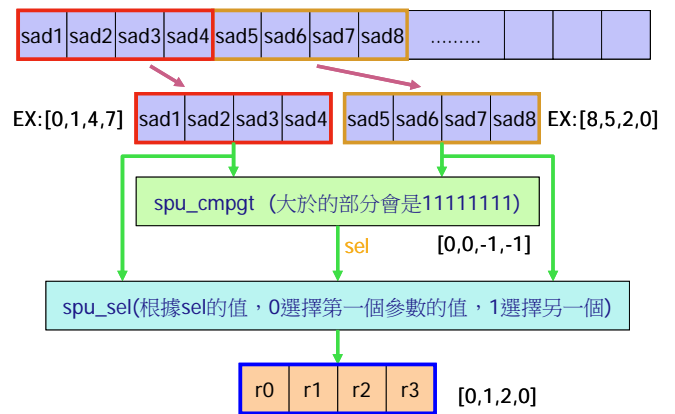 sad1 sad2 sad3 sad4 sad5 sad6 sad7 sad8 .........
EX:[0,1,4,7] sad1 sad2 sad3 sad4 sad5 sad6 sad7 sad8 EX:[8,5,2,0]
spu_cmpgt (大於的部分會是11111111)
sel [0,0,-1,-1]
spu_sel(根據sel的值，0選擇第一個參數的值，1選擇另一個)
r0 r1 r2 r3 [0,1,2,0]